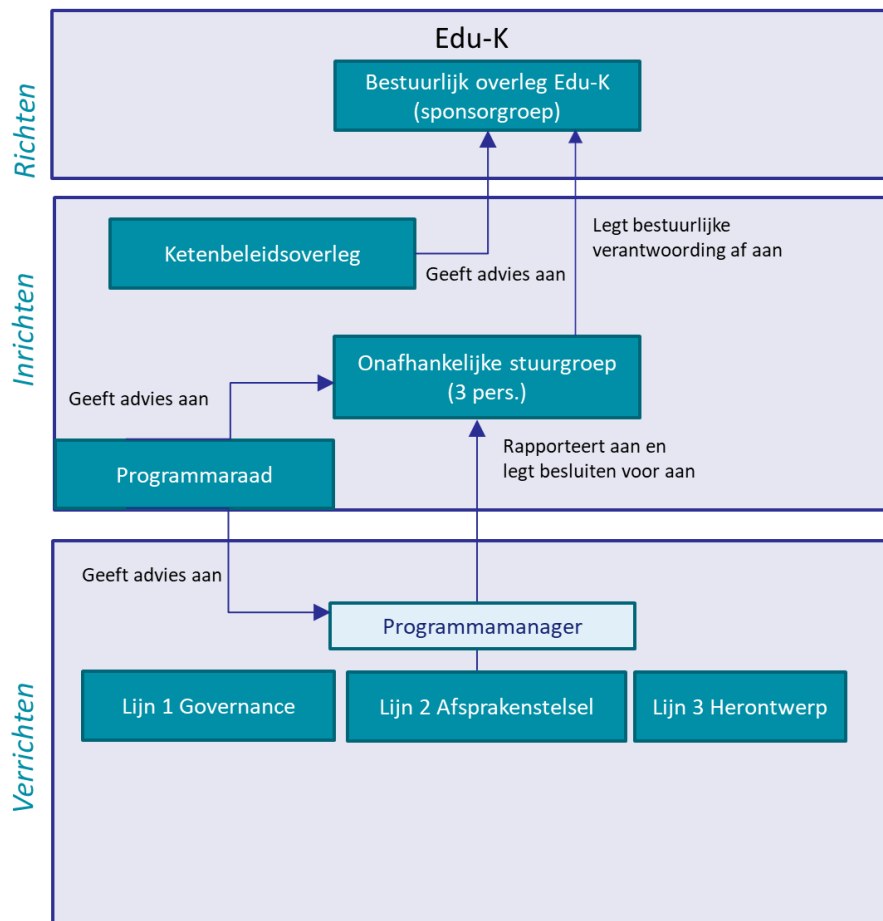 Edu-K
Richten
Bestuurlijk overleg Edu-K
(sponsorgroep)
Inrichten
Ketenbeleidsoverleg
Geeft advies aan
Legt bestuurlijke
verantwoording af aan
Onafhankelijke stuurgroep
(3 pers.)
Geeft advies aan
Programmaraad
Rapporteert aan en
legt besluiten voor aan
Verrichten
Geeft advies aan
Programmamanager
Lijn 1 Governance
Lijn 2 Afsprakenstelsel
Lijn 3 Herontwerp